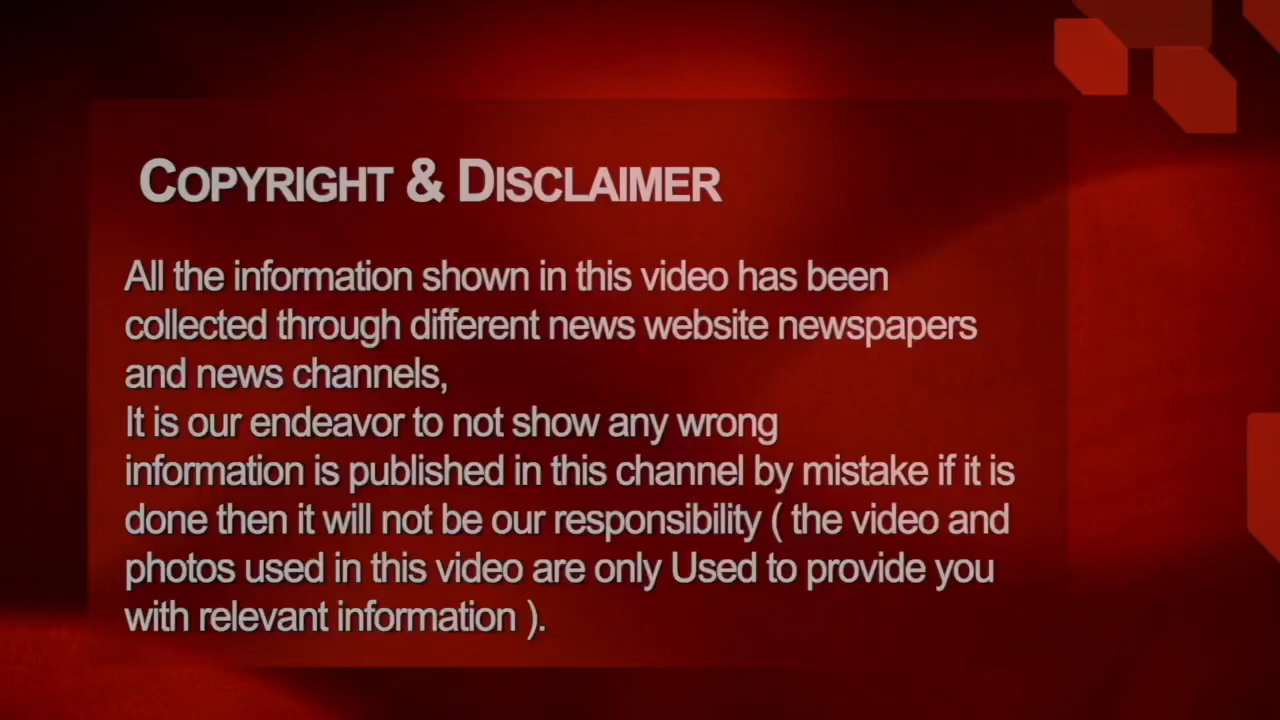 COPYRIGHT & DISCLAIMER
All the information shown in this video has been
collected through different news website newspapers
and news channels,
It is our endeavor to not show any wrong
information is published in this channel by mistake if it is
done then it will not be our responsibility ( the video and
photos used in this video are only Used to provide you
with relevant information ).